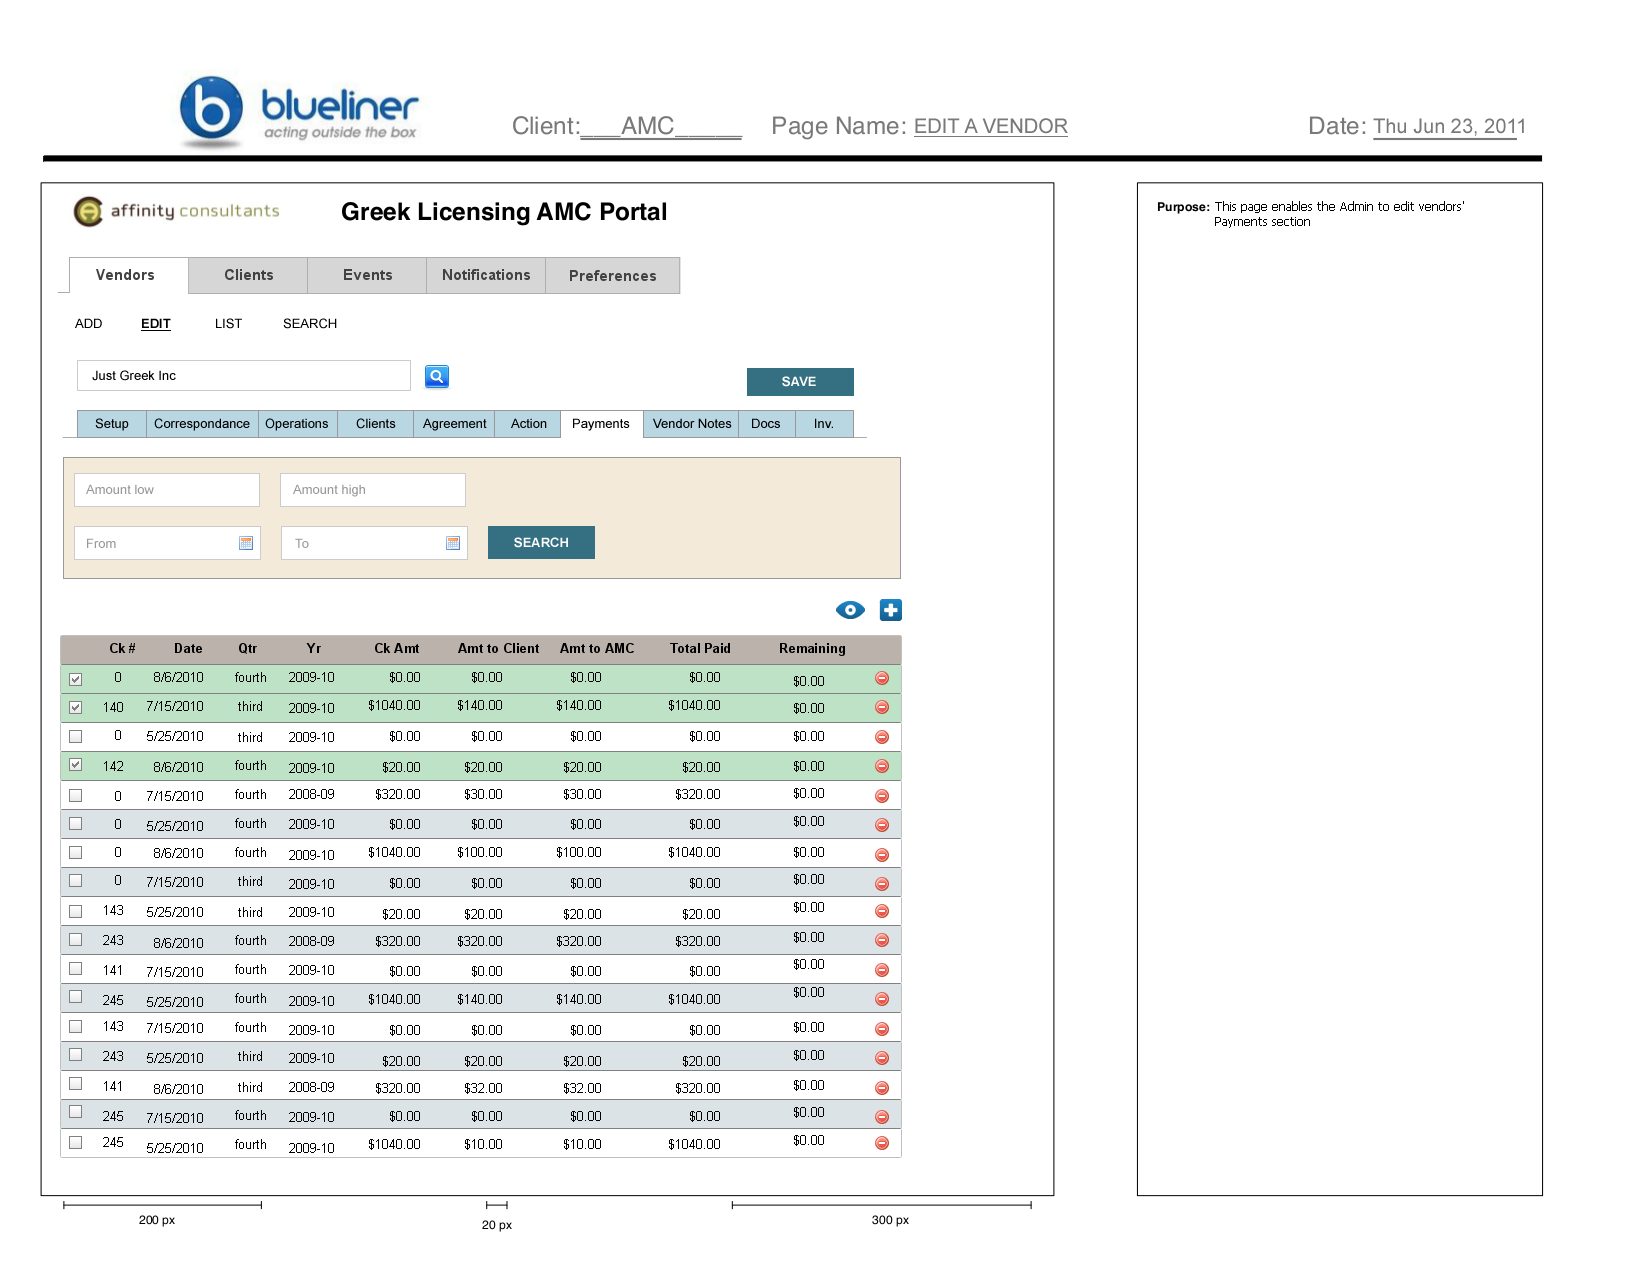 blueliner
acting outside the box
Client:___AMC_____ Page Name: EDIT A VENDOR Date: Thu Jun 23, 2011
affinity consultants Greek Licensing AMC Portal
Purpose: This page enables the Admin to edit vendors'
Payments section
Vendors Clients Events Notifications Preferences
ADD EDIT LIST SEARCH
Just Greek Inc
SAVE
Setup Correspondance Operations Clients Agreement Action Payments Vendor Notes Docs Inv.
Amount low Amount high
From To SEARCH
Ck # Date Qtr Yr Ck Amt Amt to Client Amt to AMC Total Paid Remaining
0 8/6/2010 fourth 2009-10 $0.00 $0.00 $0.00 $0.00 $0.00
140 7/15/2010 third 2009-10 $1040.00 $140.00 $140.00 $1040.00 $0.00
0 5/25/2010 third 2009-10 $0.00 $0.00 $0.00 $0.00 $0.00
142 8/6/2010 fourth 2009-10 $20.00 $20.00 $20.00 $20.00 $0.00
0 7/15/2010 fourth 2008-09 $320.00 $30.00 $30.00 $320.00 $0.00
0 5/25/2010 fourth 2009-10 $0.00 $0.00 $0.00 $0.00 $0.00
0 8/6/2010 fourth 2009-10 $1040.00 $100.00 $100.00 $1040.00 $0.00
0 7/15/2010 third 2009-10 $0.00 $0.00 $0.00 $0.00 $0.00
143 5/25/2010 third 2009-10 $20.00 $20.00 $20.00 $20.00 $0.00
243 8/6/2010 fourth 2008-09 $320.00 $320.00 $320.00 $320.00 $0.00
141 7/15/2010 fourth 2009-10 $0.00 $0.00 $0.00 $0.00 $0.00
245 5/25/2010 fourth 2009-10 $1040.00 $140.00 $140.00 $1040.00 $0.00
143 7/15/2010 fourth 2009-10 $0.00 $0.00 $0.00 $0.00 $0.00
243 5/25/2010 third 2009-10 $20.00 $20.00 $20.00 $20.00 $0.00
141 8/6/2010 third 2008-09 $320.00 $32.00 $32.00 $320.00 $0.00
245 7/15/2010 fourth 2009-10 $0.00 $0.00 $0.00 $0.00 $0.00
245 5/25/2010 fourth 2009-10 $1040.00 $10.00 $10.00 $1040.00 $0.00
200 px 20 px 300 px